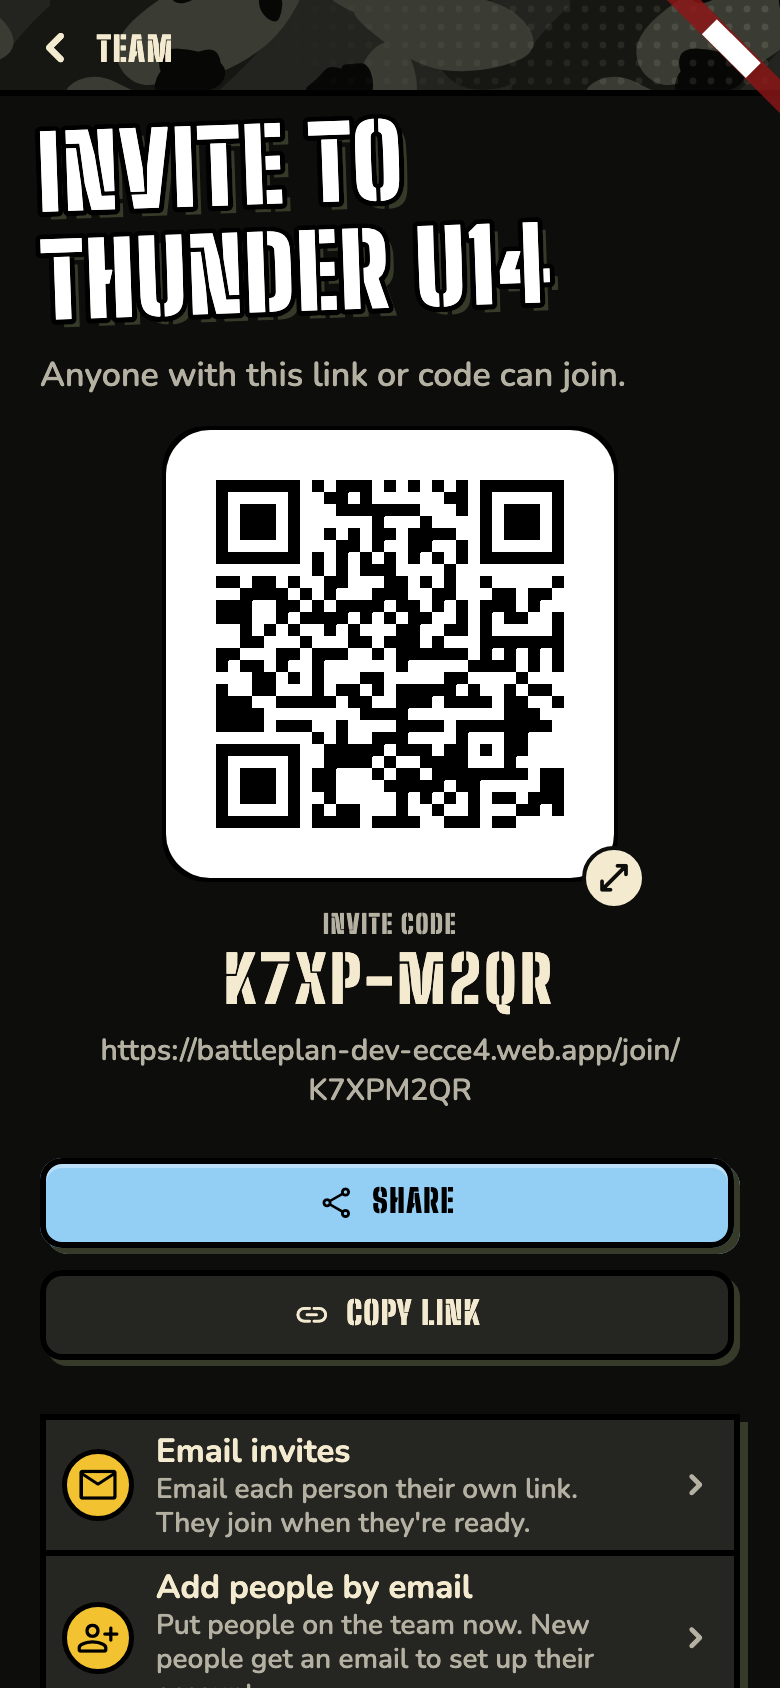 TEAM
INVITE TO
THUNDER U14
Anyone with this link or code can join.
INVITE CODE
K7XP-M2QR
https://battleplan-dev-ecce4.web.app/join/
K7XPM2QR
SHARE
COPY LINK
Email invites
Email each person their own link.
They join when they're ready.
Add people by email
Put people on the team now. New
people get an email to set up their